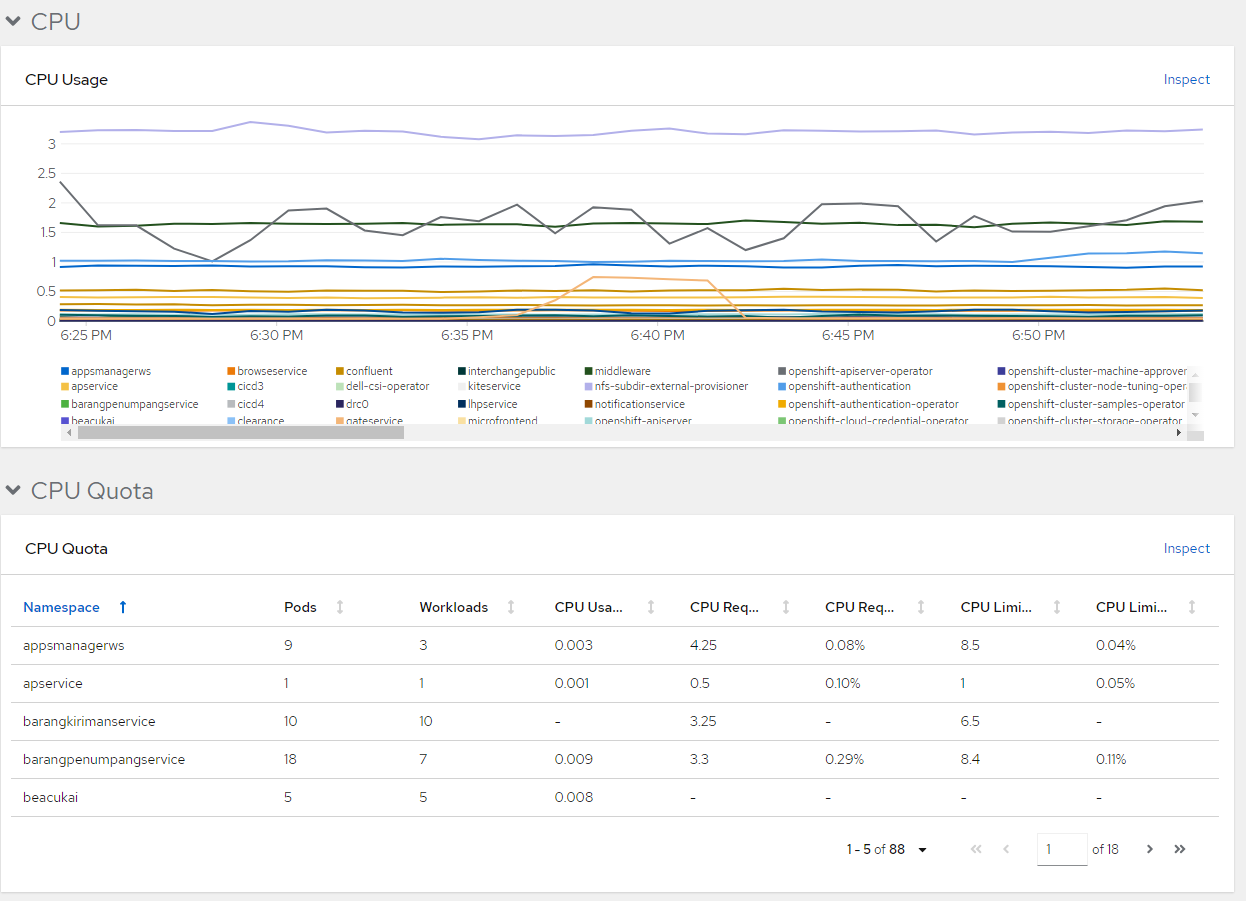 CPU
CPU Usage Inspect
3
2.5
2
1.5
1
0.5
0
6:25 PM 6:30 PM 6:35 PM 6:40 PM 6:45 PM 6:50 PM
appsmanagerws browseservice confluent interchangepublic middleware openshift-apiserver-operator openshift-cluster-machine-approver
apservice cicd3 dell-csi-operator kiteservice nfs-subdir-external-provisioner openshift-authentication openshift-cluster-node-tuning-oper
barangpenumpangservice cicd4 drc0 lhpservice notificationservice openshift-authentication-operator openshift-cluster-samples-operator
beacukai clearance gateservice microfrontend openshift-apiserver openshift-cloud-credential-operator openshift-cluster-storage-operator
CPU Quota
CPU Quota Inspect
Namespace Pods Workloads CPU Usa... CPU Req... CPU Req... CPU Limi... CPU Limi...
appsmanagerws 9 3 0.003 4.25 0.08% 8.5 0.04%
apservice 1 1 0.001 0.5 0.10% 1 0.05%
barangkirimanservice 10 10 - 3.25 - 6.5 -
barangpenumpangservice 18 7 0.009 3.3 0.29% 8.4 0.11%
beacukai 5 5 0.008 - - - -
1 - 5 of 88 1 of 18